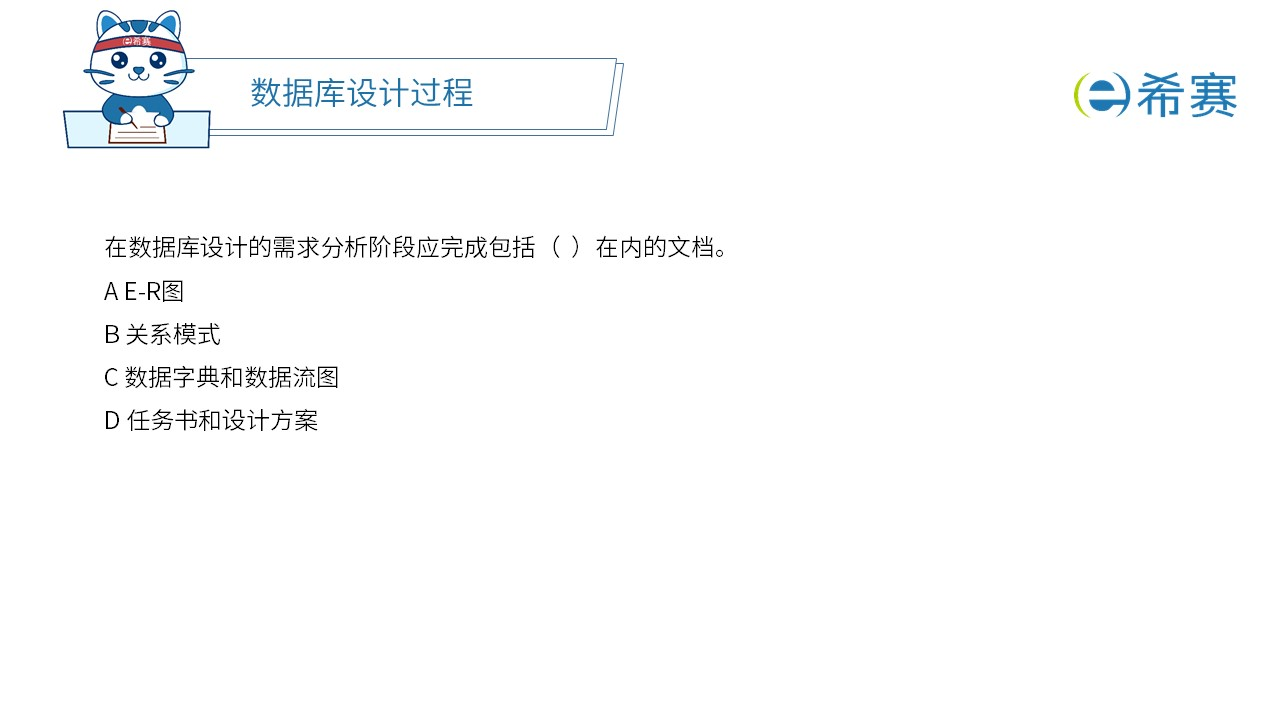 (e)希赛
数据库设计过程
希赛
在数据库设计的需求分析阶段应完成包括（ ）在内的文档。
A E-R图
B 关系模式
C 数据字典和数据流图
D 任务书和设计方案